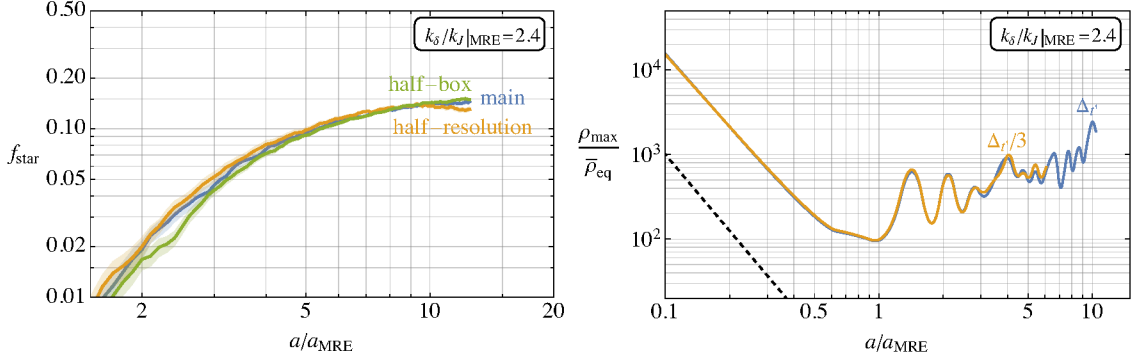 0.50
0.20
0.10
0.05
0.02
0.01
f_star
k_δ/k_J|_MRE = 2.4
half-box
main
half-resolution
2
5
10
20
a/a_MRE
10^4
10^3
10^2
ρ_max
ρ̅_eq
k_δ/k_J|_MRE = 2.4
Δ_t'
Δ_t'/3
0.1
0.5
1
5
10
a/a_MRE